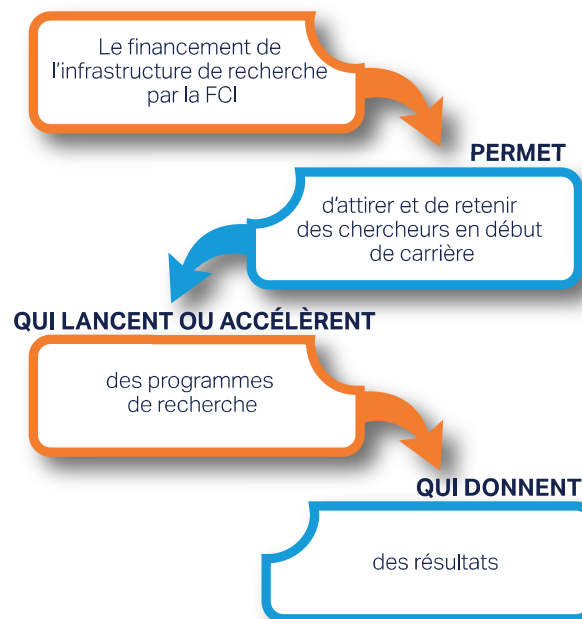 Le financement de
l'infrastructure de recherche
par la FCI
PERMET
d'attirer et de retenir
des chercheurs en début
de carrière
QUI LANCENT OU ACCÉLÈRENT
des programmes
de recherche
QUI DONNENT
des résultats